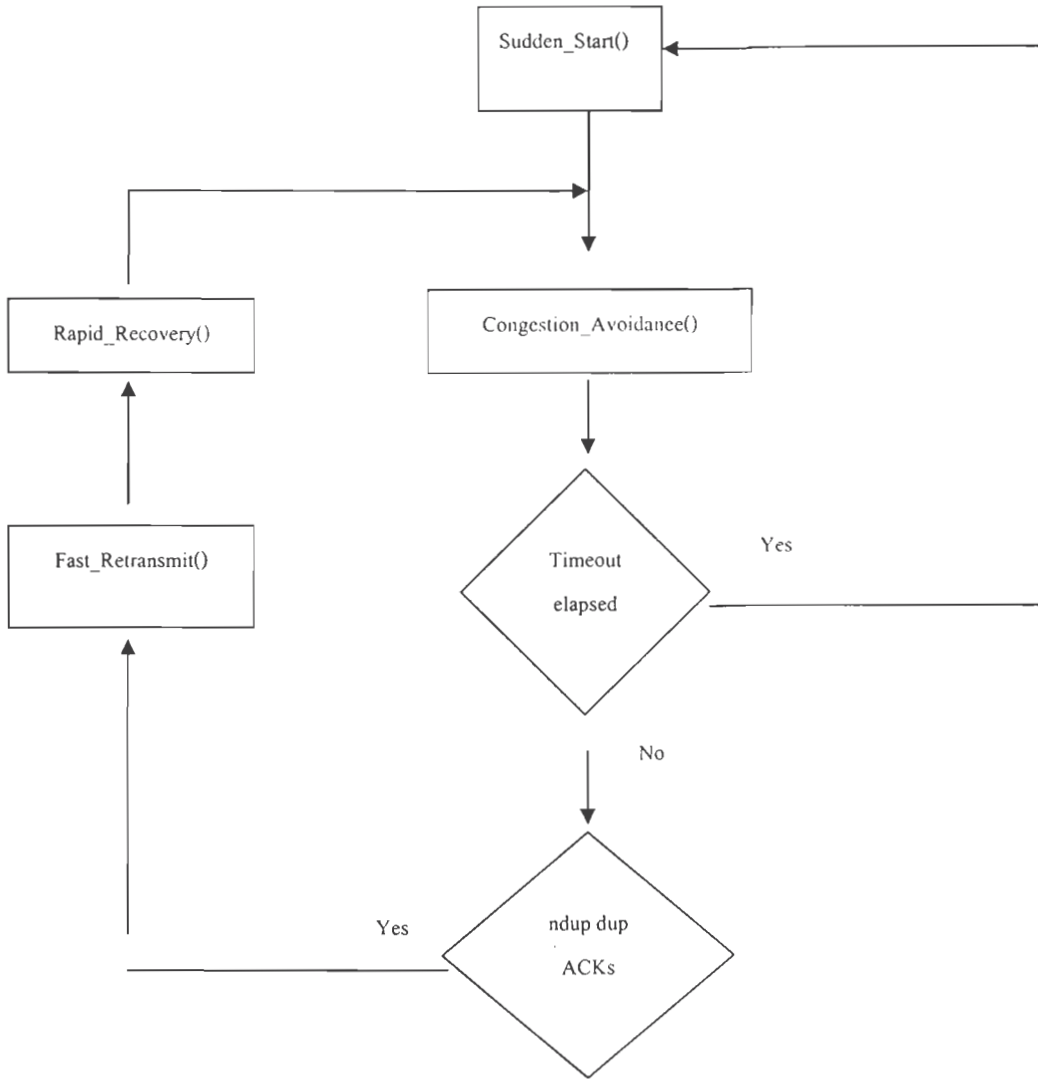 Sudden_Start()
Rapid_Recovery()
Congestion_Avoidance()
Fast_Retransmit()
Timeout
elapsed
Yes
No
Yes
ndup dup
ACKs